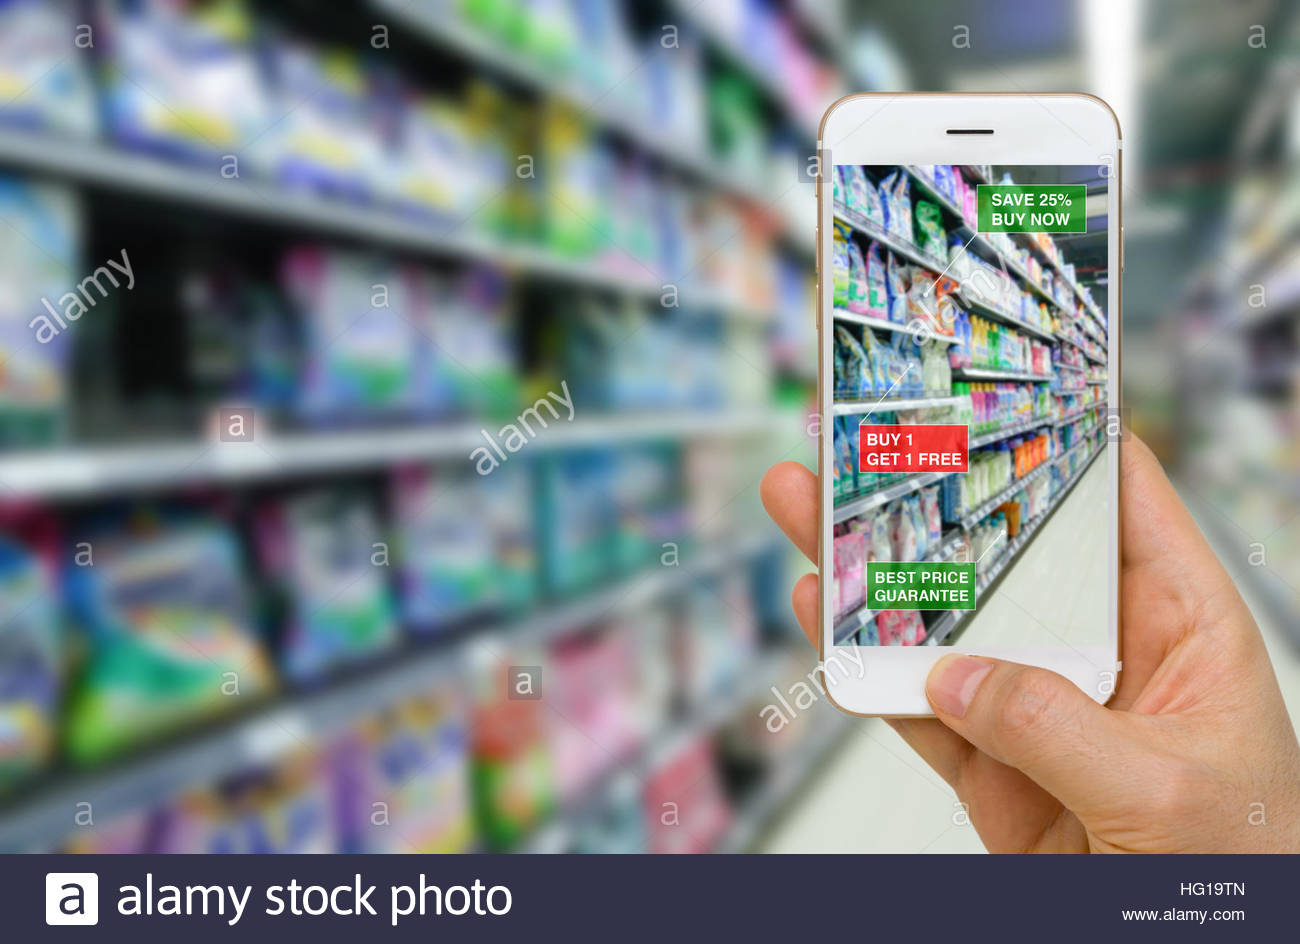 SAVE 25%
BUY NOW
BUY 1
GET 1 FREE
BEST PRICE
GUARANTEE
alamy
alamy
alamy
alamy
a alamy stock photo
HG19TN
www.alamy.com